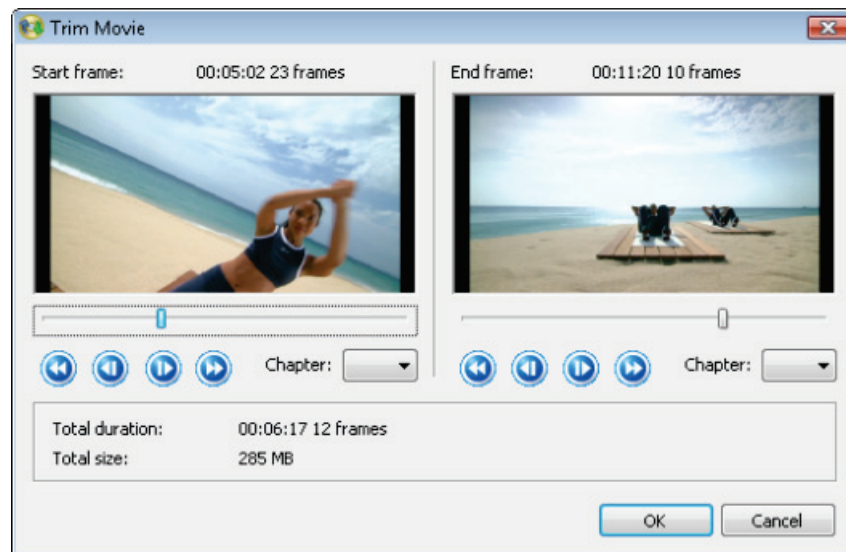 Trim Movie
Start frame: 00:05:02 23 frames
End frame: 00:11:20 10 frames
Chapter:
Chapter:
Total duration: 00:06:17 12 frames
Total size: 285 MB
OK
Cancel